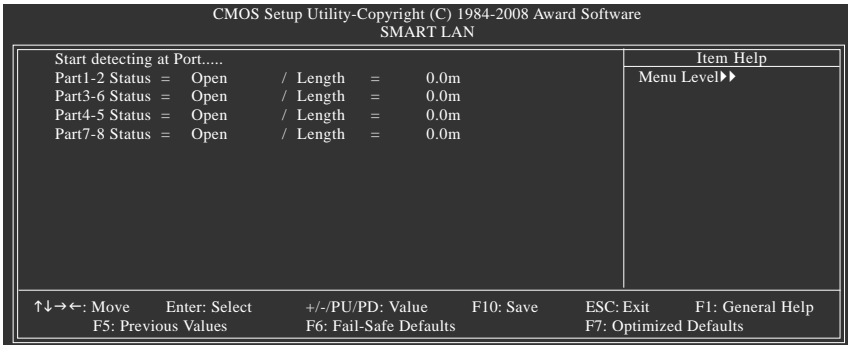 CMOS Setup Utility-Copyright (C) 1984-2008 Award Software
SMART LAN
Start detecting at Port.....
Part1-2 Status = Open / Length = 0.0m
Part3-6 Status = Open / Length = 0.0m
Part4-5 Status = Open / Length = 0.0m
Part7-8 Status = Open / Length = 0.0m
Item Help
Menu Level▶▶
↑↓→←: Move Enter: Select +/-/PU/PD: Value F10: Save ESC: Exit F1: General Help
F5: Previous Values F6: Fail-Safe Defaults F7: Optimized Defaults